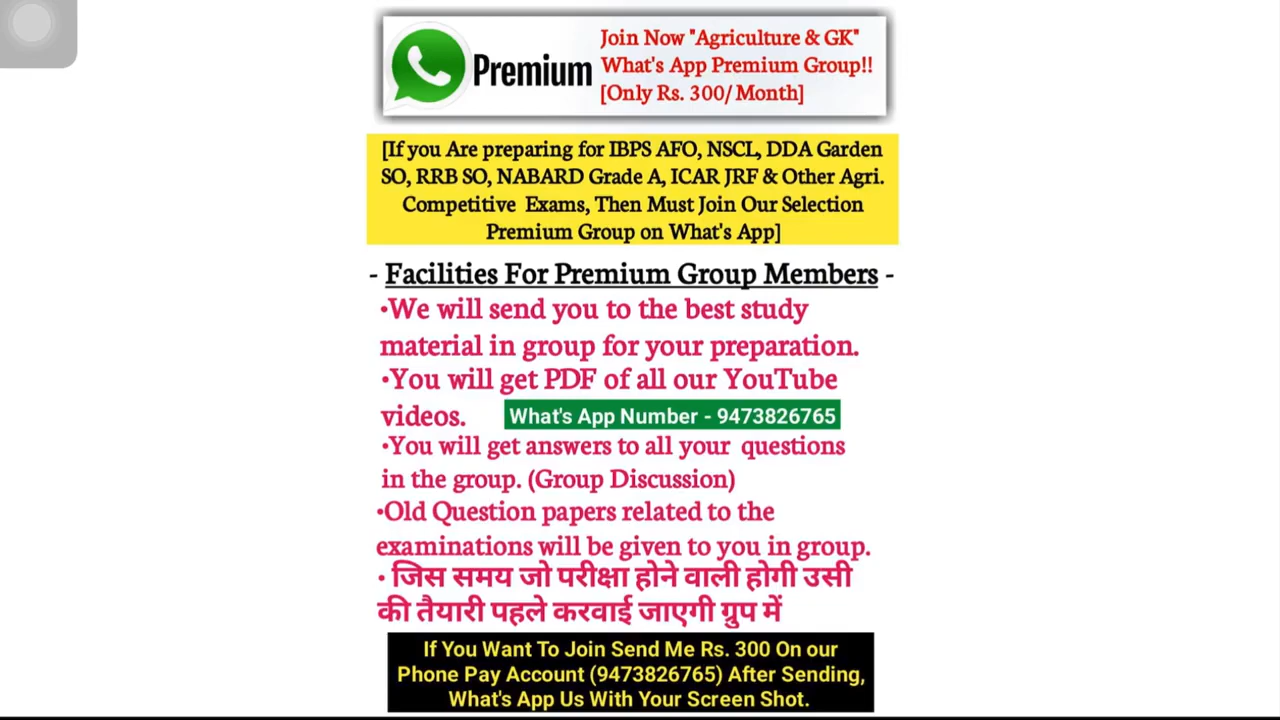 Premium
Join Now "Agriculture & GK"
What's App Premium Group!!
[Only Rs. 300/ Month]
[If you Are preparing for IBPS AFO, NSCL, DDA Garden
SO, RRB SO, NABARD Grade A, ICAR JRF & Other Agri.
Competitive Exams, Then Must Join Our Selection
Premium Group on What's App]
- Facilities For Premium Group Members -
•We will send you to the best study
material in group for your preparation.
•You will get PDF of all our YouTube
videos.
What's App Number - 9473826765
•You will get answers to all your questions
in the group. (Group Discussion)
•Old Question papers related to the
examinations will be given to you in group.
• जिस समय जो परीक्षा होने वाली होगी उसी
की तैयारी पहले करवाई जाएगी ग्रुप में
If You Want To Join Send Me Rs. 300 On our
Phone Pay Account (9473826765) After Sending,
What's App Us With Your Screen Shot.